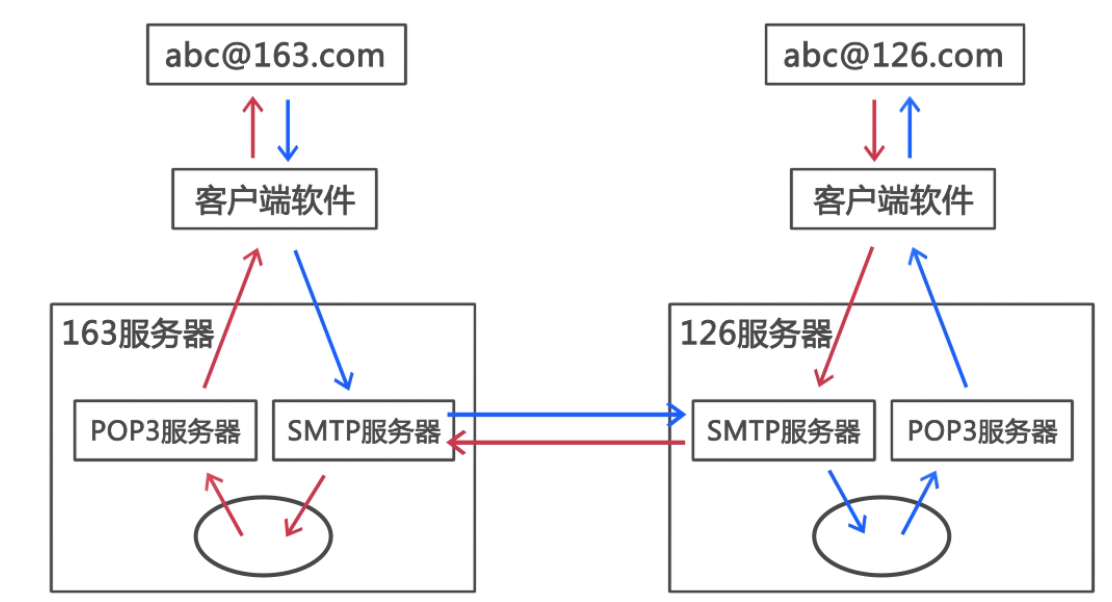 abc@163.com
abc@126.com
客户端软件
客户端软件
163服务器
126服务器
POP3服务器
SMTP服务器
SMTP服务器
POP3服务器